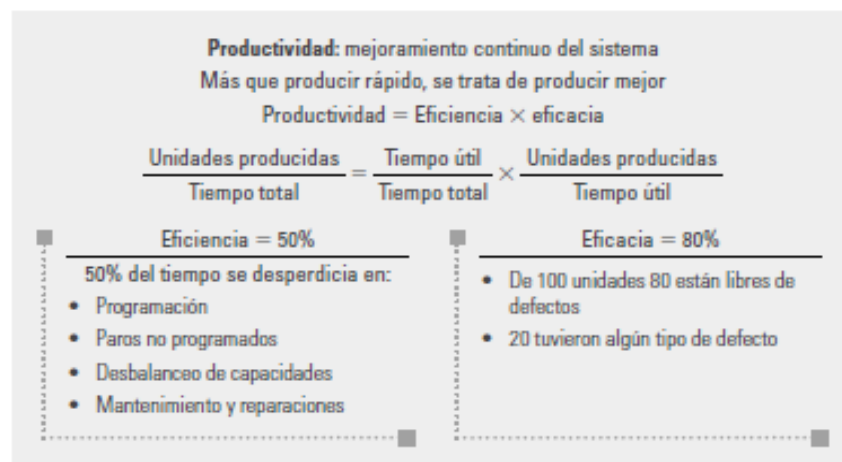 Productividad: mejoramiento continuo del sistema
Más que producir rápido, se trata de producir mejor
Productividad = Eficiencia × eficacia
Unidades producidas / Tiempo total = Tiempo útil / Tiempo total × Unidades producidas / Tiempo útil
Eficiencia = 50%
50% del tiempo se desperdicia en:
• Programación
• Paros no programados
• Desbalanceo de capacidades
• Mantenimiento y reparaciones
Eficacia = 80%
• De 100 unidades 80 están libres de
defectos
• 20 tuvieron algún tipo de defecto